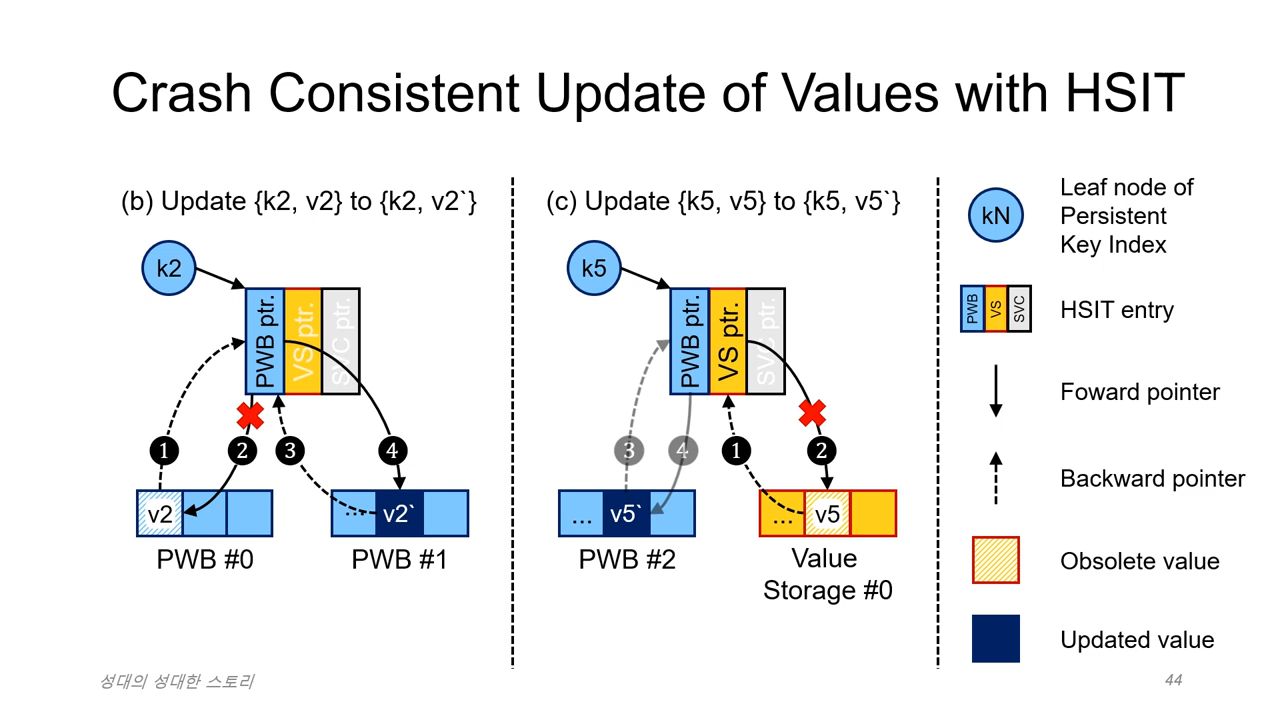 Crash Consistent Update of Values with HSIT
(b) Update {k2, v2} to {k2, v2`}
k2
PWB ptr.
VS ptr.
SVC ptr.
1
2
3
4
v2
... v2`
PWB #0
PWB #1
(c) Update {k5, v5} to {k5, v5`}
k5
PWB ptr.
VS ptr.
SVC ptr.
3
4
1
2
... v5`
... v5
PWB #2
Value
Storage #0
kN
Leaf node of
Persistent
Key Index
PWB
VS
SVC
HSIT entry
Foward pointer
Backward pointer
Obsolete value
Updated value
성대의 성대한 스토리
44